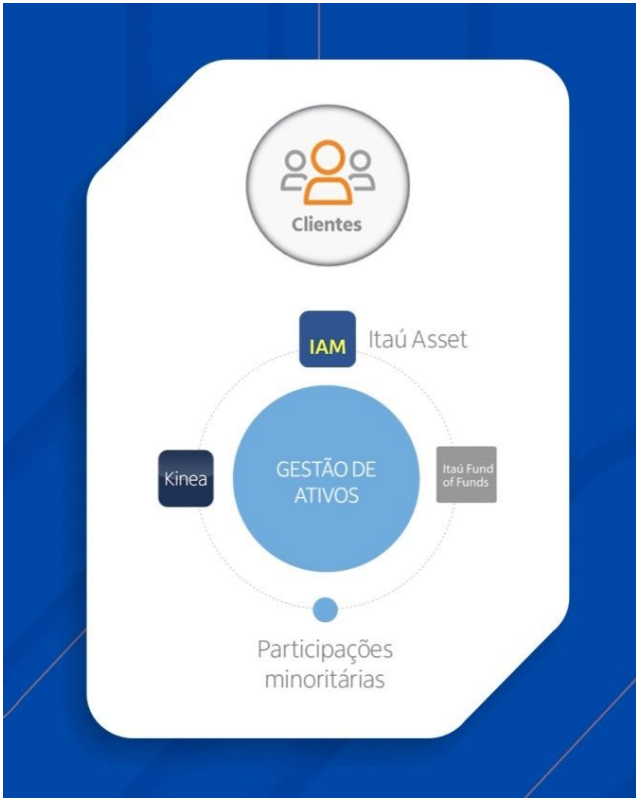 Clientes
IAM
Itaú Asset
Kinea
GESTÃO DE
ATIVOS
Itaú Fund
of Funds
Participações
minoritárias